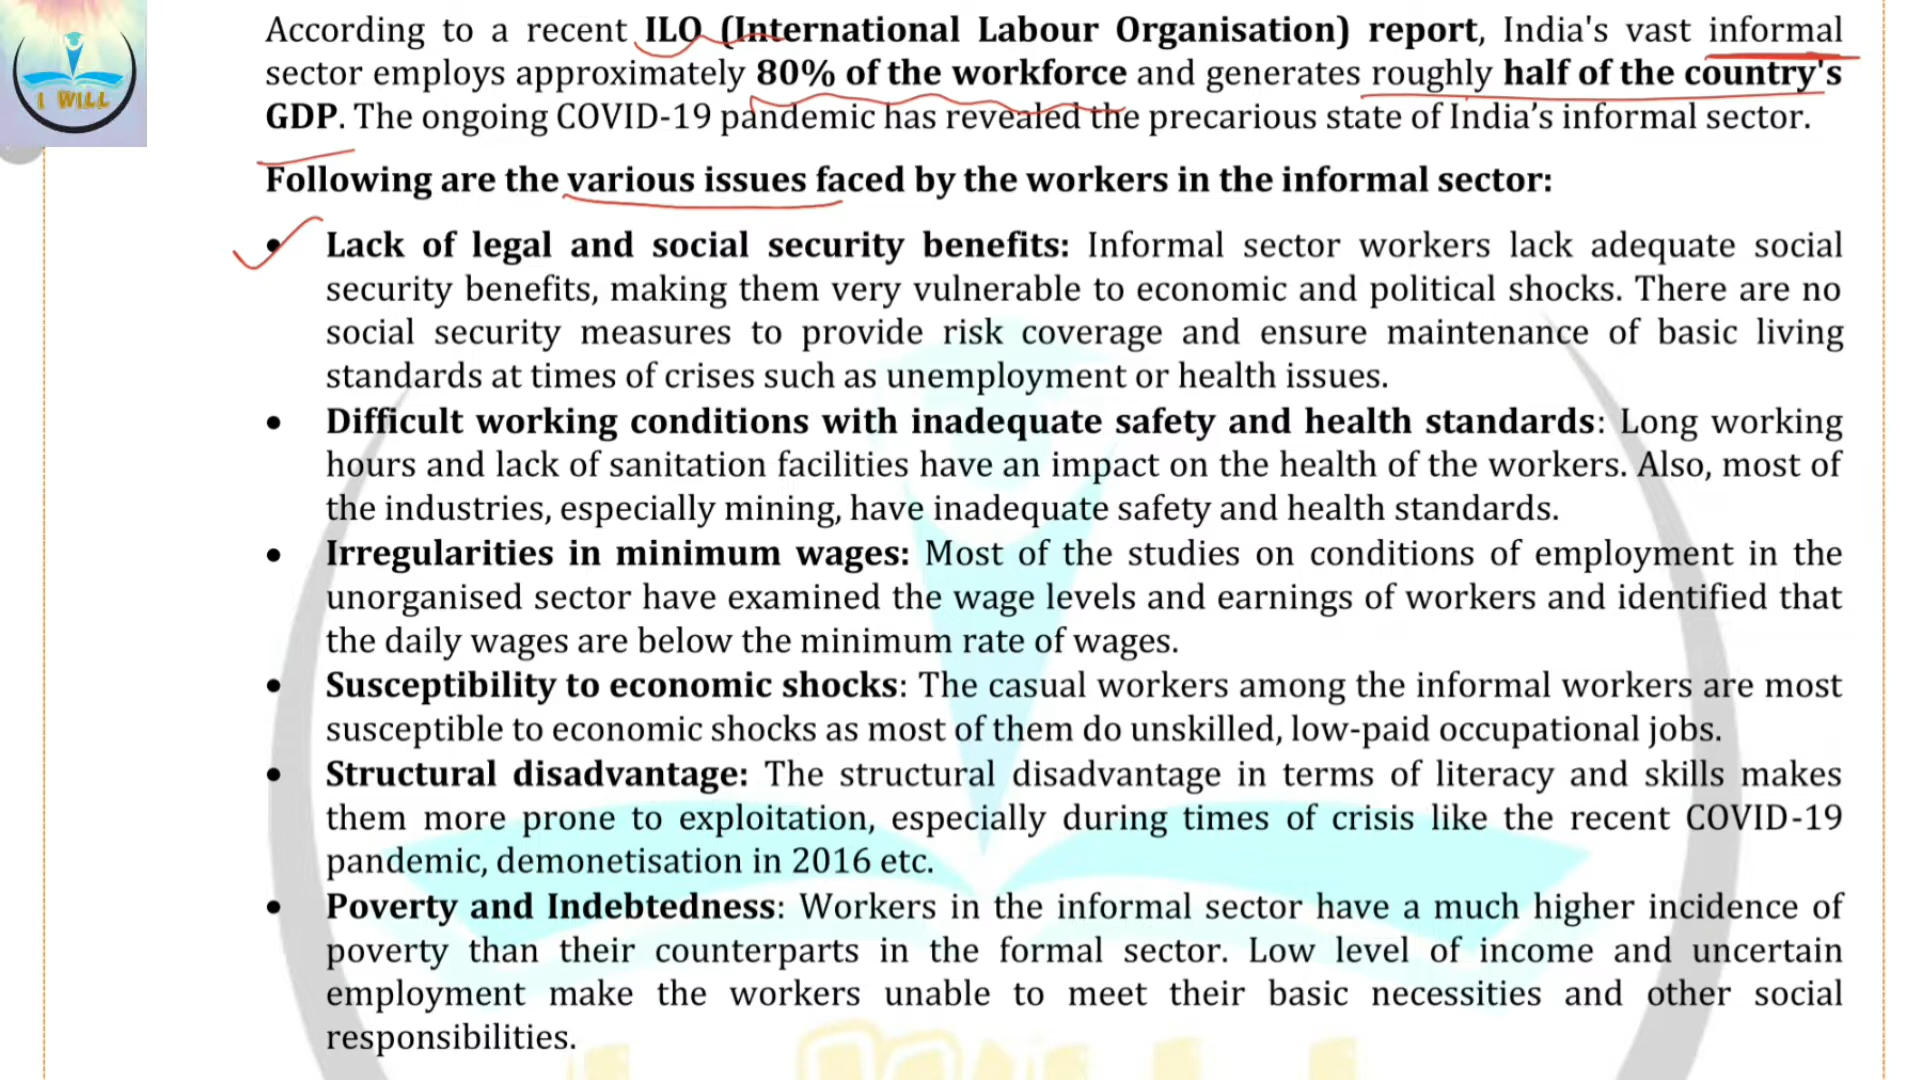 I WILL
According to a recent ILO (International Labour Organisation) report, India's vast informal
sector employs approximately 80% of the workforce and generates roughly half of the country's
GDP. The ongoing COVID-19 pandemic has revealed the precarious state of India’s informal sector.
Following are the various issues faced by the workers in the informal sector:
• Lack of legal and social security benefits: Informal sector workers lack adequate social
security benefits, making them very vulnerable to economic and political shocks. There are no
social security measures to provide risk coverage and ensure maintenance of basic living
standards at times of crises such as unemployment or health issues.
• Difficult working conditions with inadequate safety and health standards: Long working
hours and lack of sanitation facilities have an impact on the health of the workers. Also, most of
the industries, especially mining, have inadequate safety and health standards.
• Irregularities in minimum wages: Most of the studies on conditions of employment in the
unorganised sector have examined the wage levels and earnings of workers and identified that
the daily wages are below the minimum rate of wages.
• Susceptibility to economic shocks: The casual workers among the informal workers are most
susceptible to economic shocks as most of them do unskilled, low-paid occupational jobs.
• Structural disadvantage: The structural disadvantage in terms of literacy and skills makes
them more prone to exploitation, especially during times of crisis like the recent COVID-19
pandemic, demonetisation in 2016 etc.
• Poverty and Indebtedness: Workers in the informal sector have a much higher incidence of
poverty than their counterparts in the formal sector. Low level of income and uncertain
employment make the workers unable to meet their basic necessities and other social
responsibilities.